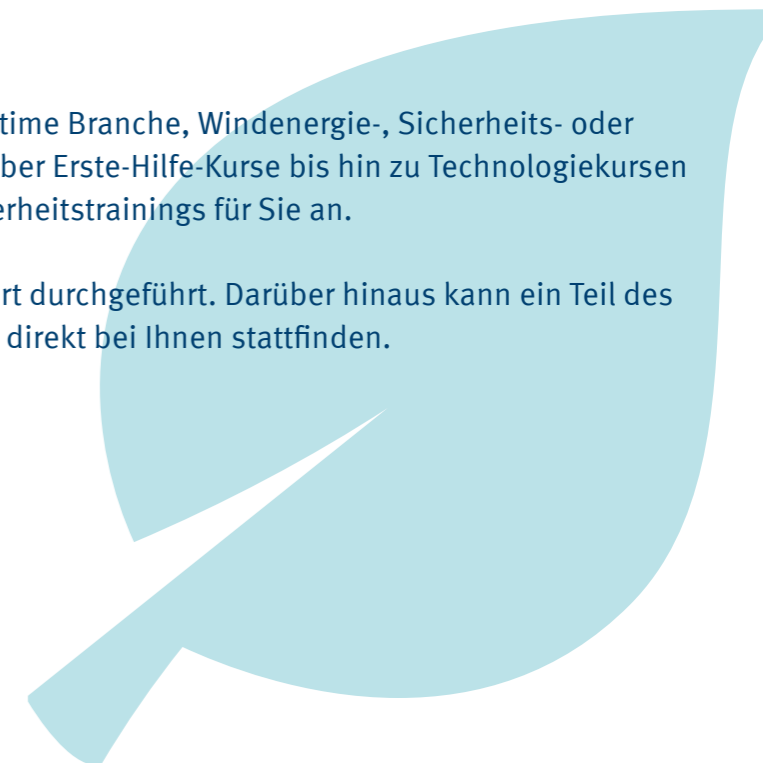 time Branche, Windenergie-, Sicherheits- oder
ber Erste-Hilfe-Kurse bis hin zu Technologiekursen
erheitstrainings für Sie an.
rt durchgeführt. Darüber hinaus kann ein Teil des
direkt bei Ihnen stattfinden.